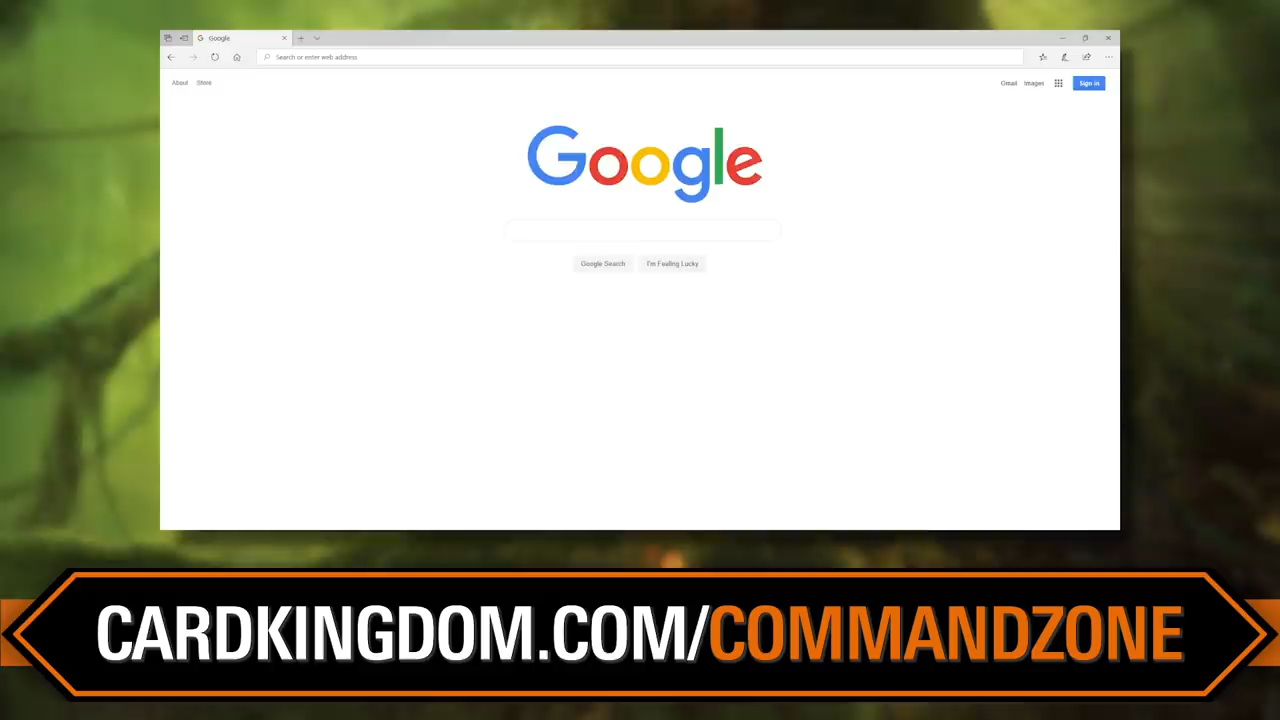 Google
Search or enter web address
About Store
Gmail Images Sign in
Google
Google Search I'm Feeling Lucky
CARDKINGDOM.COM/COMMANDZONE